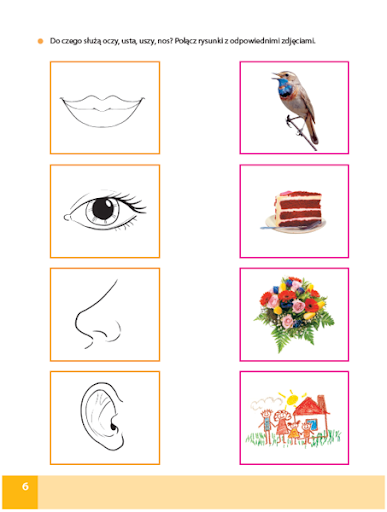 Do czego służą oczy, usta, uszy, nos? Połącz rysunki z odpowiednimi zdjęciami.
6